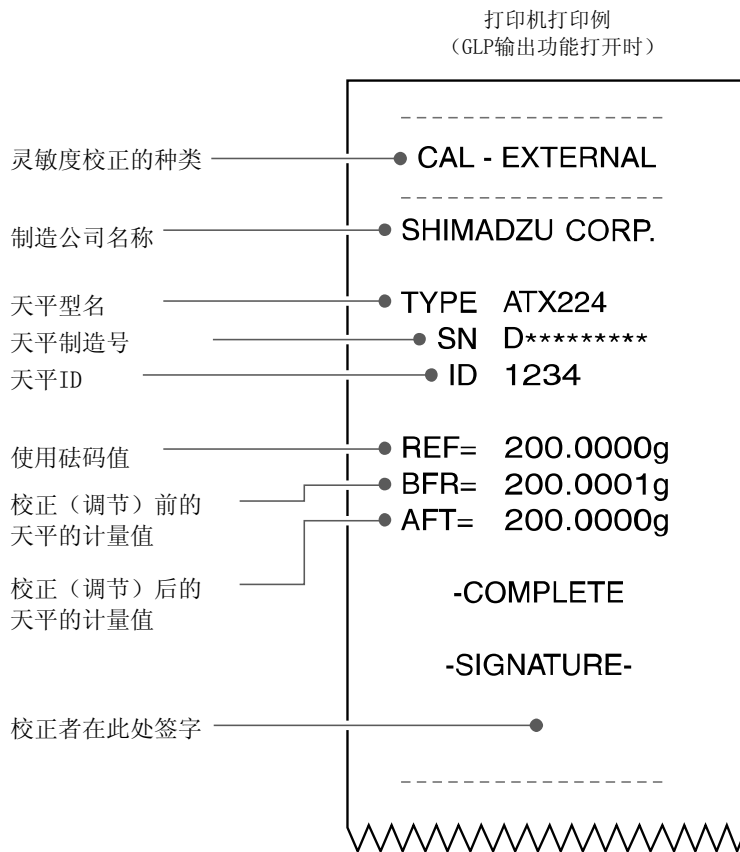 打印机打印例
（GLP输出功能打开时）
灵敏度校正的种类
CAL - EXTERNAL
制造公司名称
SHIMADZU CORP.
天平型名
TYPE ATX224
天平制造号
SN D*********
天平ID
ID 1234
使用砝码值
REF= 200.0000g
校正（调节）前的
天平的计量值
BFR= 200.0001g
校正（调节）后的
天平的计量值
AFT= 200.0000g
-COMPLETE
-SIGNATURE-
校正者在此处签字